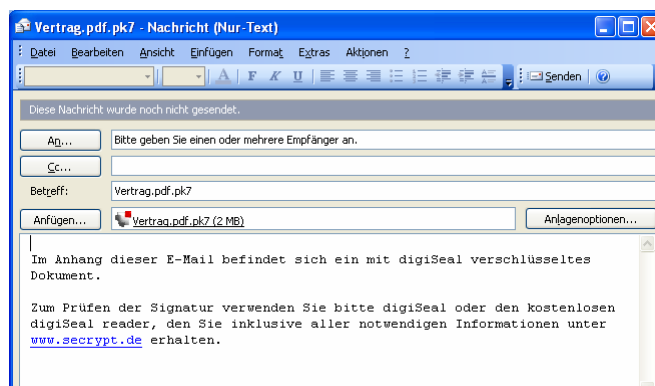 Vertrag.pdf.pk7 - Nachricht (Nur-Text)
Datei Bearbeiten Ansicht Einfügen Format Extras Aktionen ?
A F K U Senden
Diese Nachricht wurde noch nicht gesendet.
An... Bitte geben Sie einen oder mehrere Empfänger an.
Cc...
Betreff: Vertrag.pdf.pk7
Anfügen... Vertrag.pdf.pk7 (2 MB) Anlagenoptionen...
Im Anhang dieser E-Mail befindet sich ein mit digiSeal verschlüsseltes
Dokument.
Zum Prüfen der Signatur verwenden Sie bitte digiSeal oder den kostenlosen
digiSeal reader, den Sie inklusive aller notwendigen Informationen unter
www.secrypt.de erhalten.